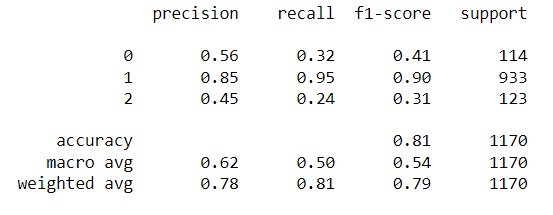 precision recall f1-score support
0 0.56 0.32 0.41 114
1 0.85 0.95 0.90 933
2 0.45 0.24 0.31 123
accuracy 0.81 1170
macro avg 0.62 0.50 0.54 1170
weighted avg 0.78 0.81 0.79 1170